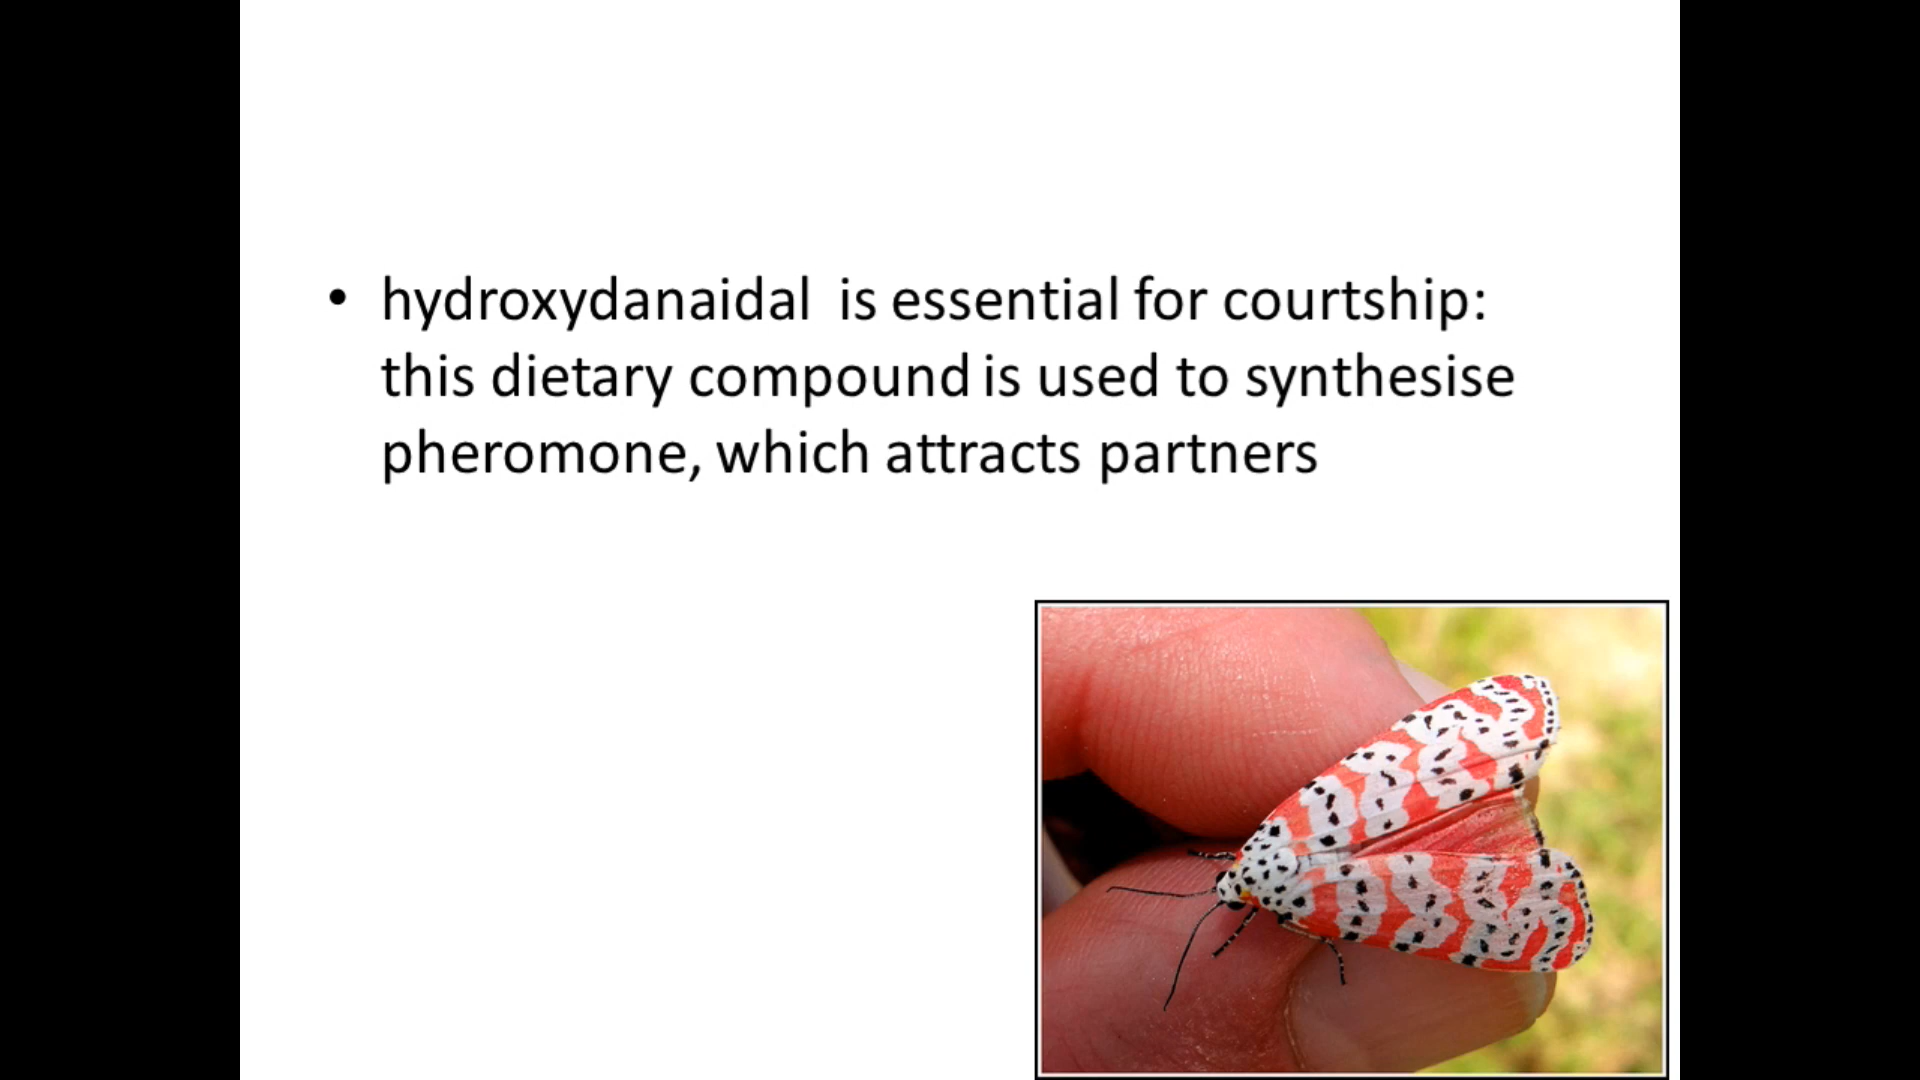 • hydroxydanaidal  is essential for courtship:
this dietary compound is used to synthesise
pheromone, which attracts partners